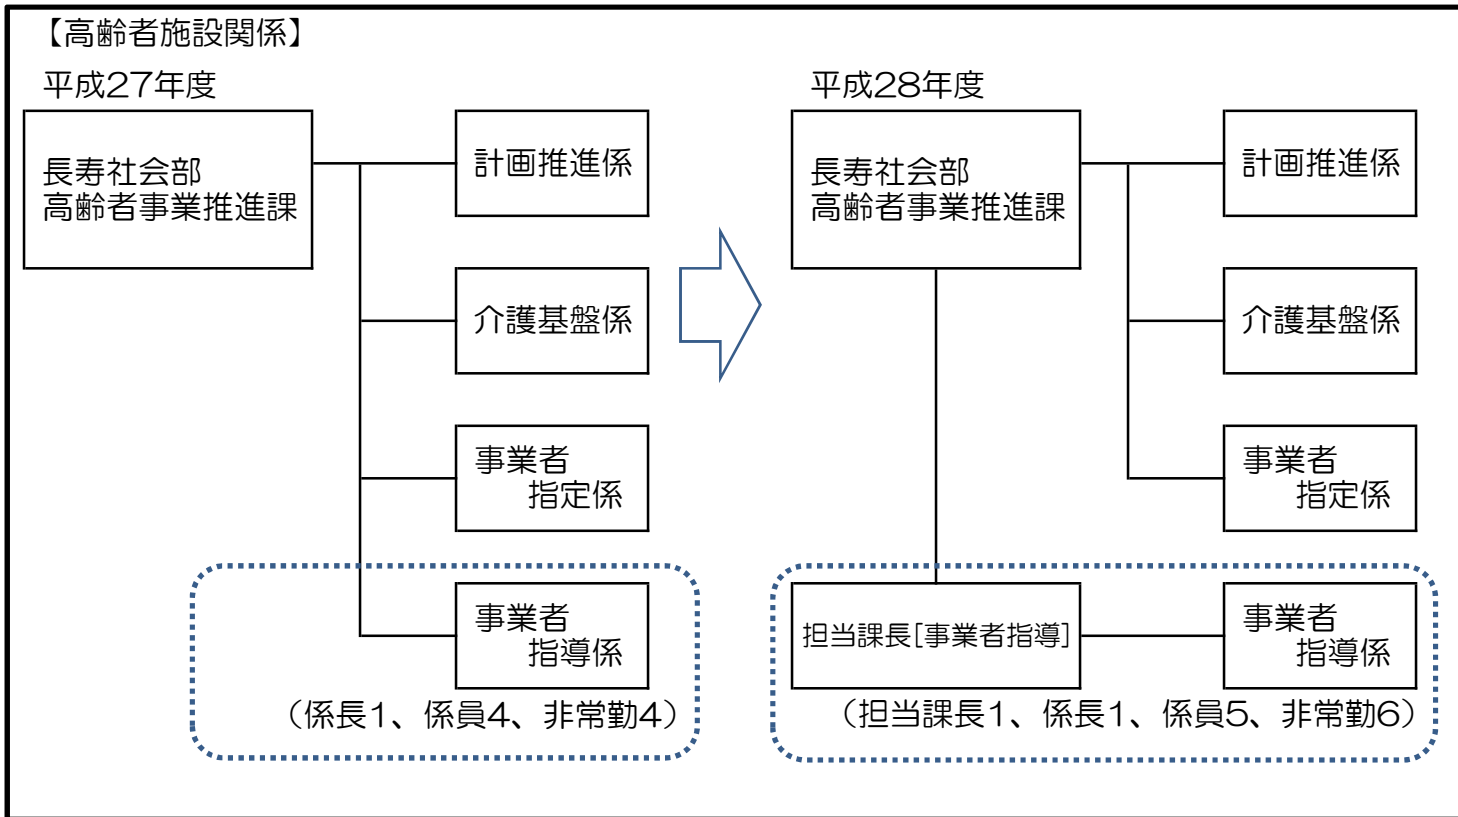 【高齢者施設関係】
平成27年度
長寿社会部
高齢者事業推進課
計画推進係
介護基盤係
事業者
指定係
事業者
指導係
（係長1、係員4、非常勤4）
平成28年度
長寿社会部
高齢者事業推進課
計画推進係
介護基盤係
事業者
指定係
担当課長[事業者指導]
事業者
指導係
（担当課長1、係長1、係員5、非常勤6）